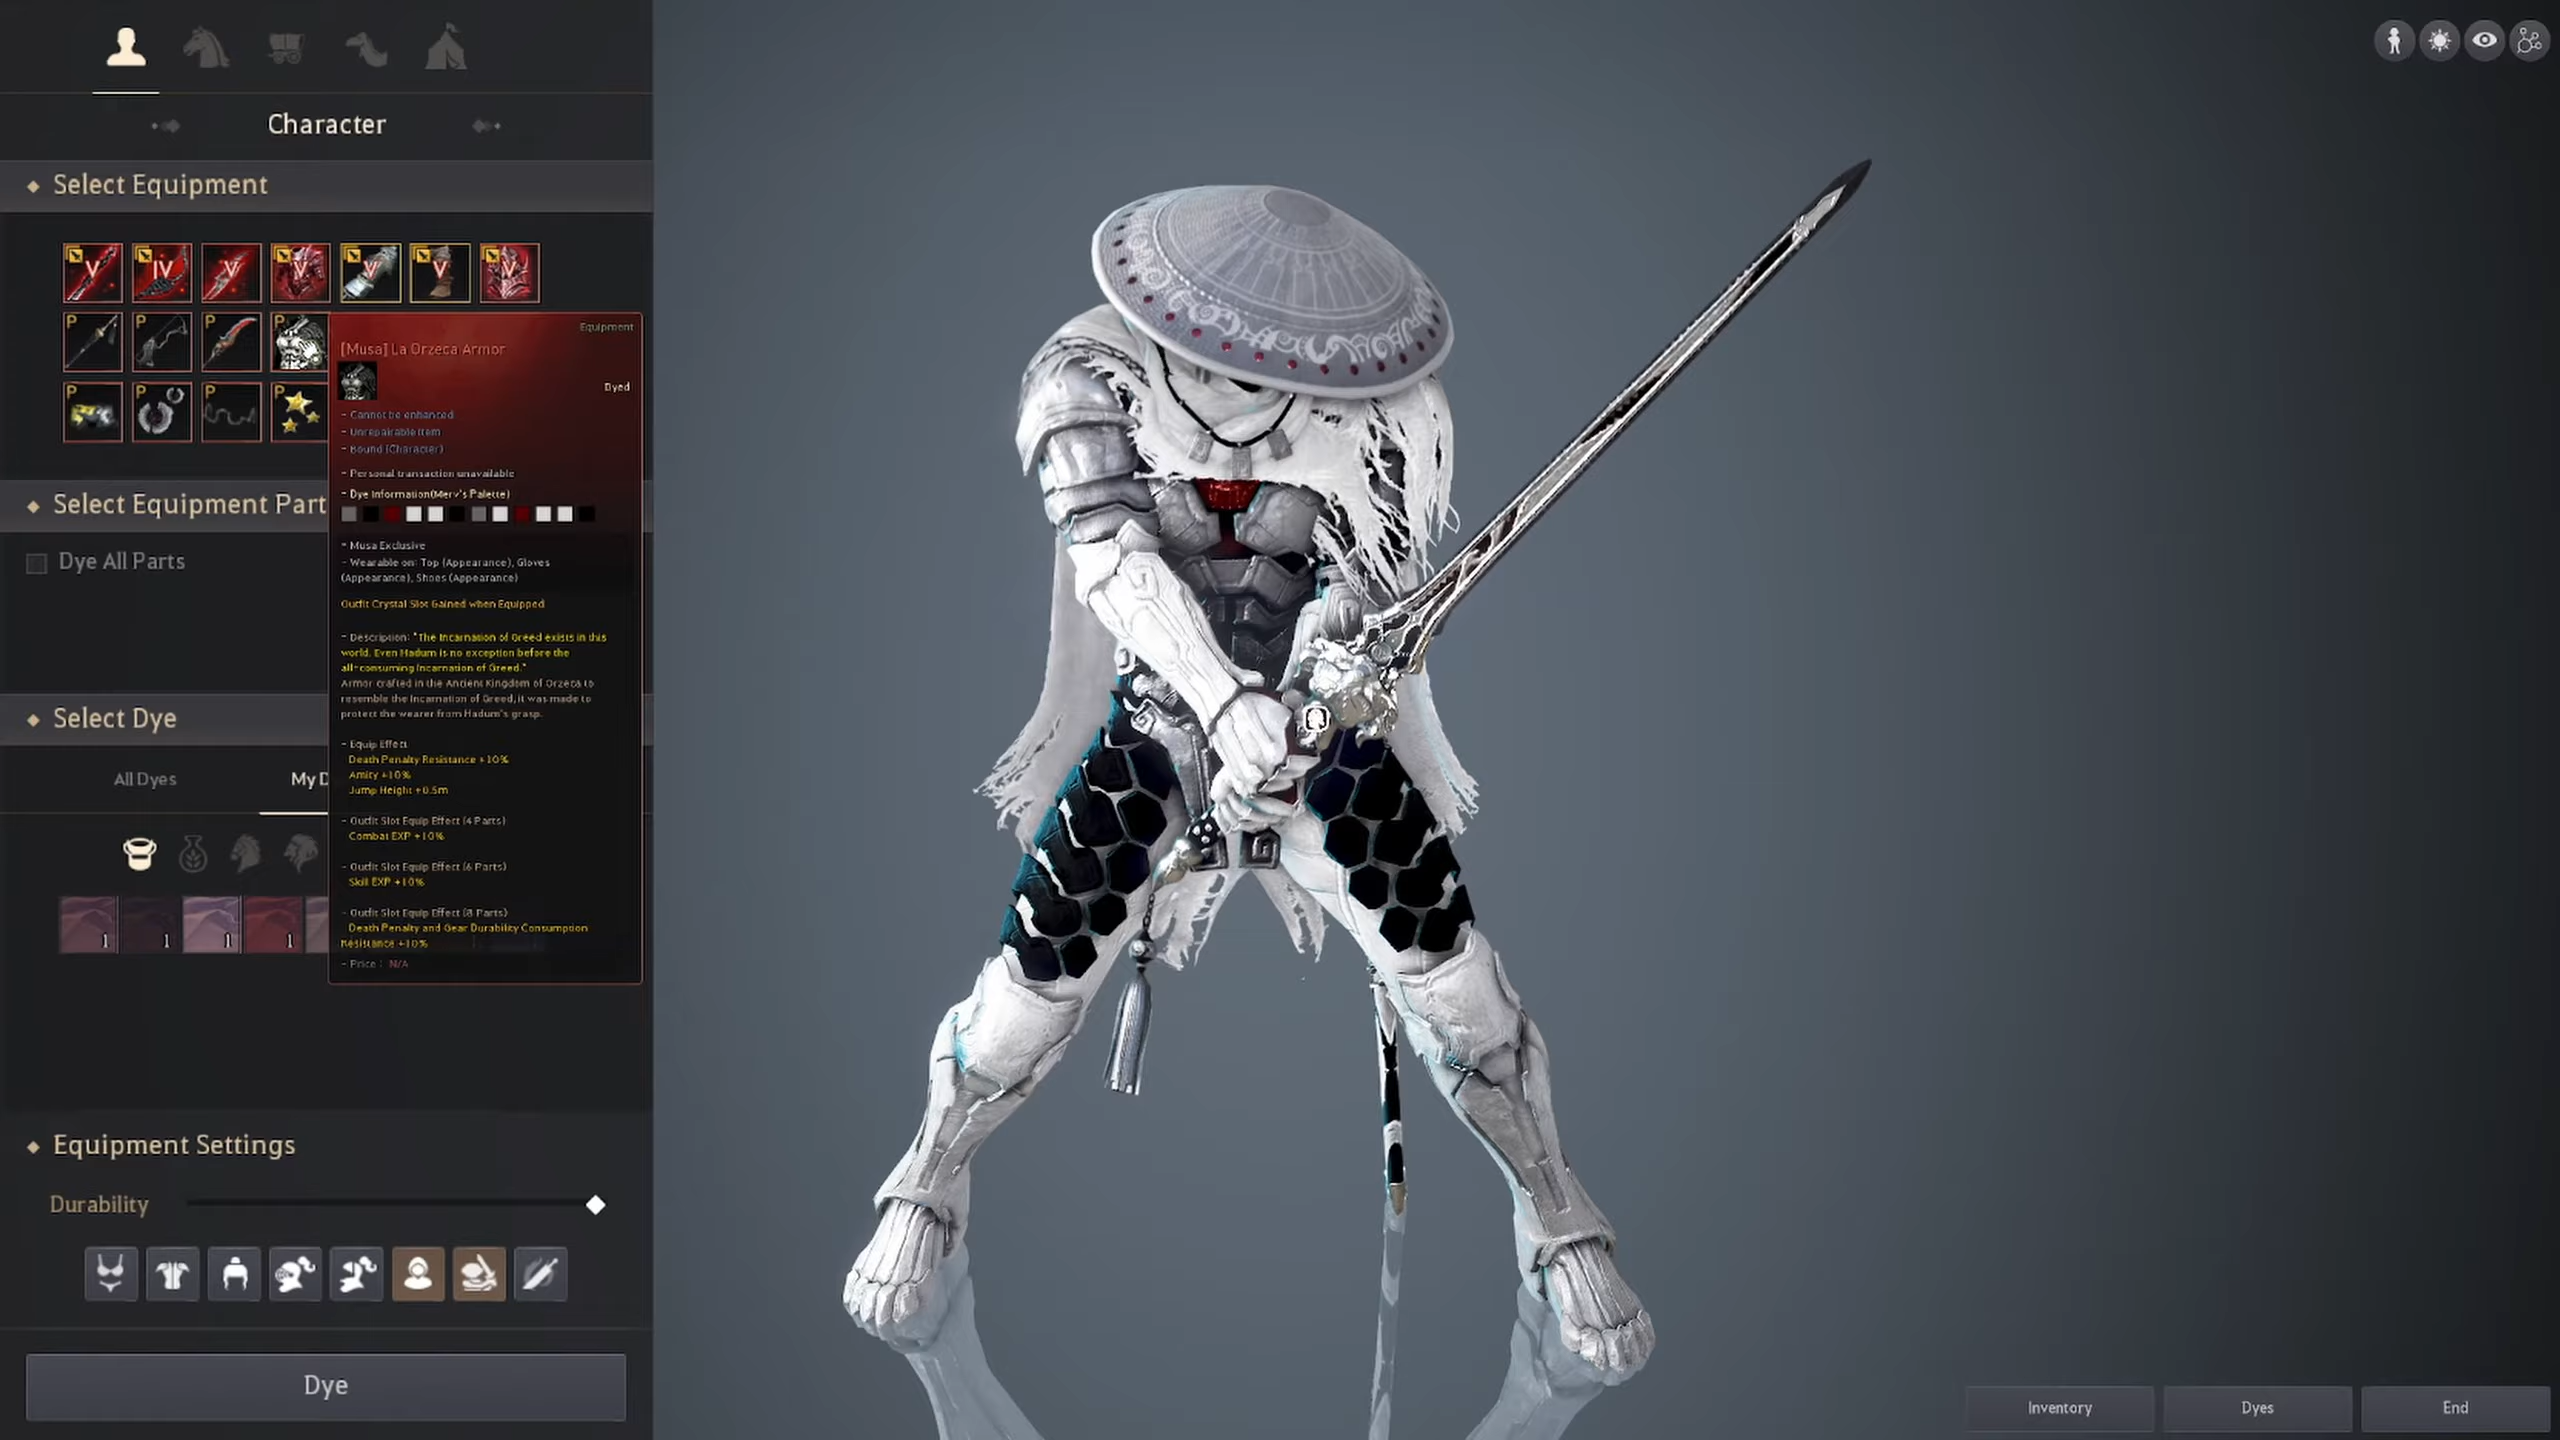 Character
Select Equipment
V
IV
V
V
V
V
V
P
P
P
P
P
P
P
P
Equipment
[Musa] La Orzeca Armor
Dyed
- Cannot be enhanced
- Unrepairable item
- Bound (Character)
- Personal transaction unavailable
- Dye Information(Merv's Palette)
- Musa Exclusive
- Wearable on: Top (Appearance), Gloves
(Appearance), Shoes (Appearance)
Outfit Crystal Slot Gained when Equipped
- Description: "The Incarnation of Greed exists in this
world. Even Hadum is no exception before the
all-consuming Incarnation of Greed."
Armor crafted in the Ancient Kingdom of Orzeca to
resemble the Incarnation of Greed, it was made to
protect the wearer from Hadum's grasp.
- Equip Effect
Death Penalty Resistance +10%
Amity +10%
Jump Height +0.5m
- Outfit Slot Equip Effect (4 Parts)
Combat EXP +10%
- Outfit Slot Equip Effect (6 Parts)
Skill EXP +10%
- Outfit Slot Equip Effect (8 Parts)
Death Penalty and Gear Durability Consumption
Resistance +10%
- Price : N/A
Select Equipment Part
Dye All Parts
Select Dye
All Dyes
My D
1
1
1
1
Equipment Settings
Durability
Dye
Inventory
Dyes
End